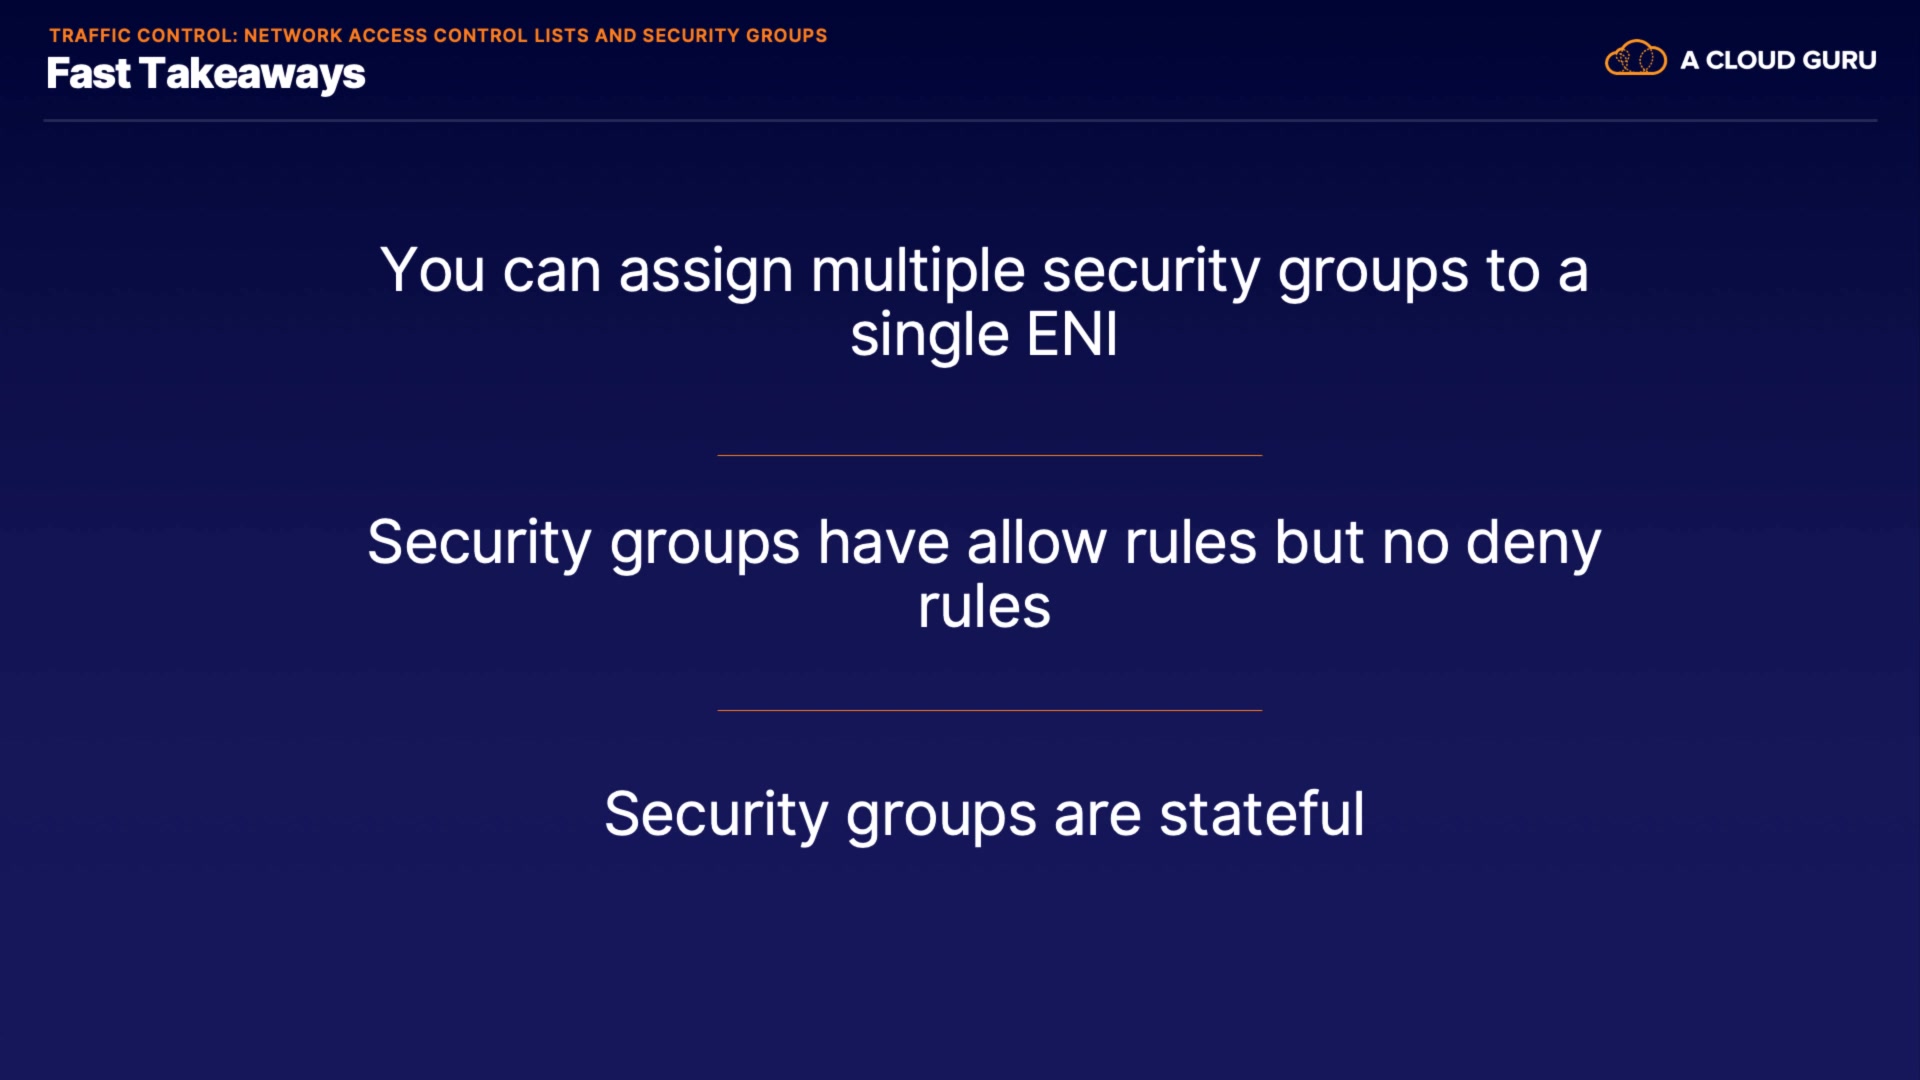 TRAFFIC CONTROL: NETWORK ACCESS CONTROL LISTS AND SECURITY GROUPS
Fast Takeaways
A CLOUD GURU
You can assign multiple security groups to a
single ENI
Security groups have allow rules but no deny
rules
Security groups are stateful